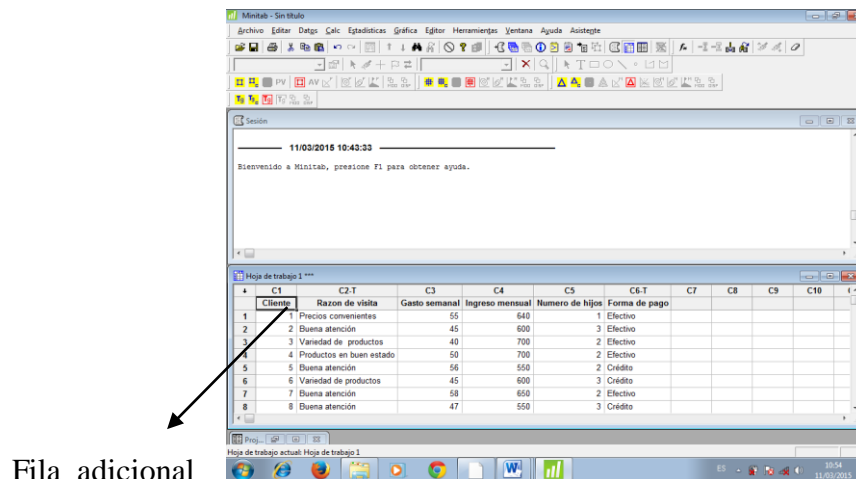 Minitab - Sin título
Archivo Editar Datos Calc Estadísticas Gráfica Editor Herramientas Ventana Ayuda Asistente
PV AV
Sesión
11/03/2015 10:43:33
Bienvenido a Minitab, presione F1 para obtener ayuda.
Hoja de trabajo 1 ***
C1 C2-T C3 C4 C5 C6-T C7 C8 C9 C10
Cliente Razon de visita Gasto semanal Ingreso mensual Numero de hijos Forma de pago
1 1 Precios convenientes 55 640 1 Efectivo
2 2 Buena atención 45 600 3 Efectivo
3 3 Variedad de productos 40 700 2 Efectivo
4 4 Productos en buen estado 50 700 2 Efectivo
5 5 Buena atención 56 550 2 Crédito
6 6 Variedad de productos 45 600 3 Crédito
7 7 Buena atención 58 650 2 Efectivo
8 8 Buena atención 47 550 3 Crédito
Proj...
Hoja de trabajo actual: Hoja de trabajo 1
Fila adicional
ES 10:54
11/03/2015